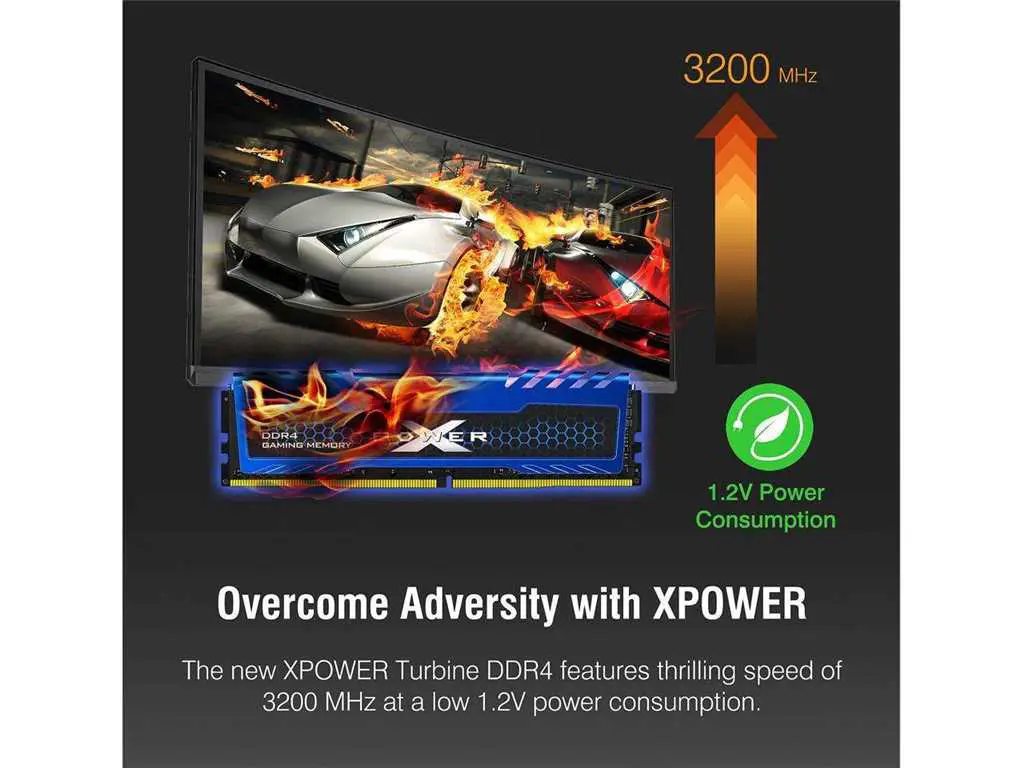 3200 MHz
DDR4
GAMING MEMORY
XPOWER
1.2V Power
Consumption
Overcome Adversity with XPOWER
The new XPOWER Turbine DDR4 features thrilling speed of
3200 MHz at a low 1.2V power consumption.